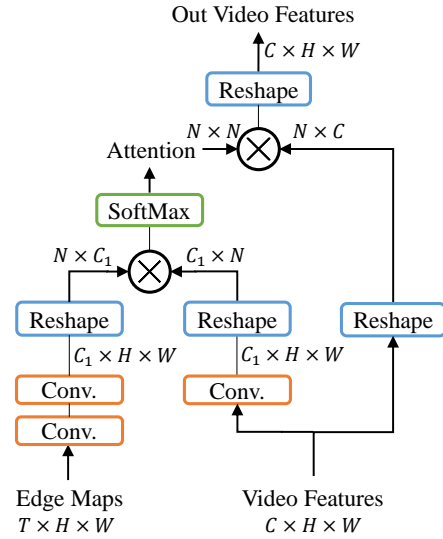 Out Video Features
C × H × W
Reshape
N × N
N × C
Attention
SoftMax
N × C₁
C₁ × N
Reshape
Reshape
Reshape
C₁ × H × W
C₁ × H × W
Conv.
Conv.
Conv.
Edge Maps
Video Features
T × H × W
C × H × W